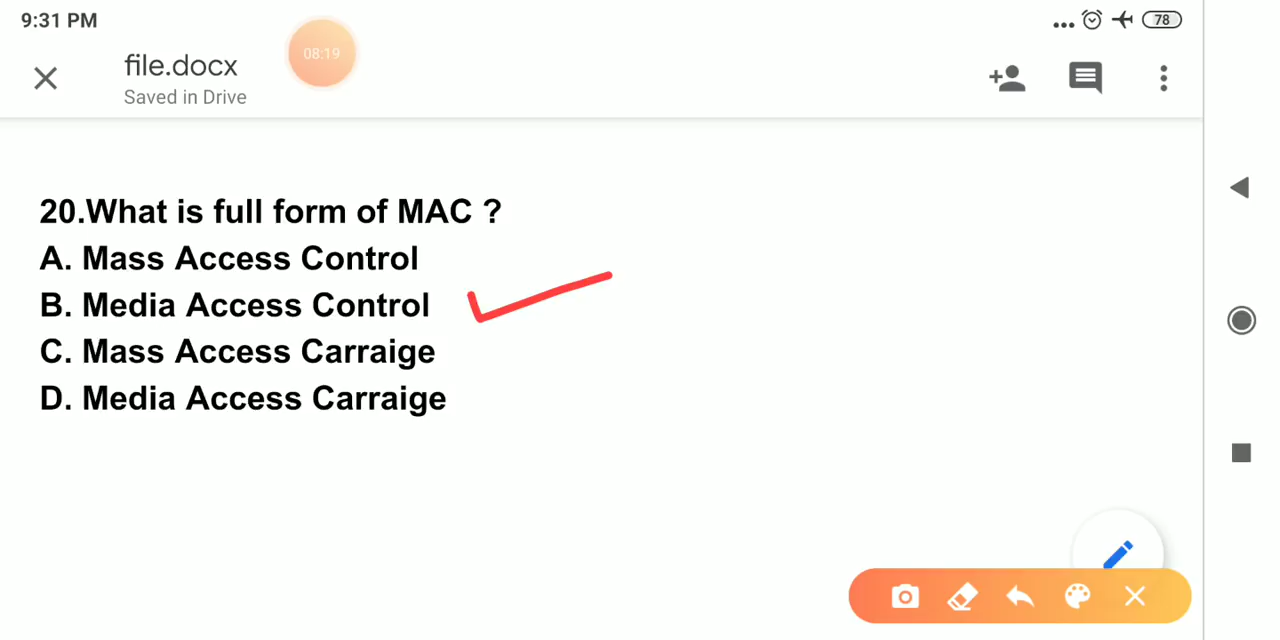 9:31 PM
78
file.docx
08:19
Saved in Drive
20.What is full form of MAC ?
A. Mass Access Control
B. Media Access Control
C. Mass Access Carraige
D. Media Access Carraige